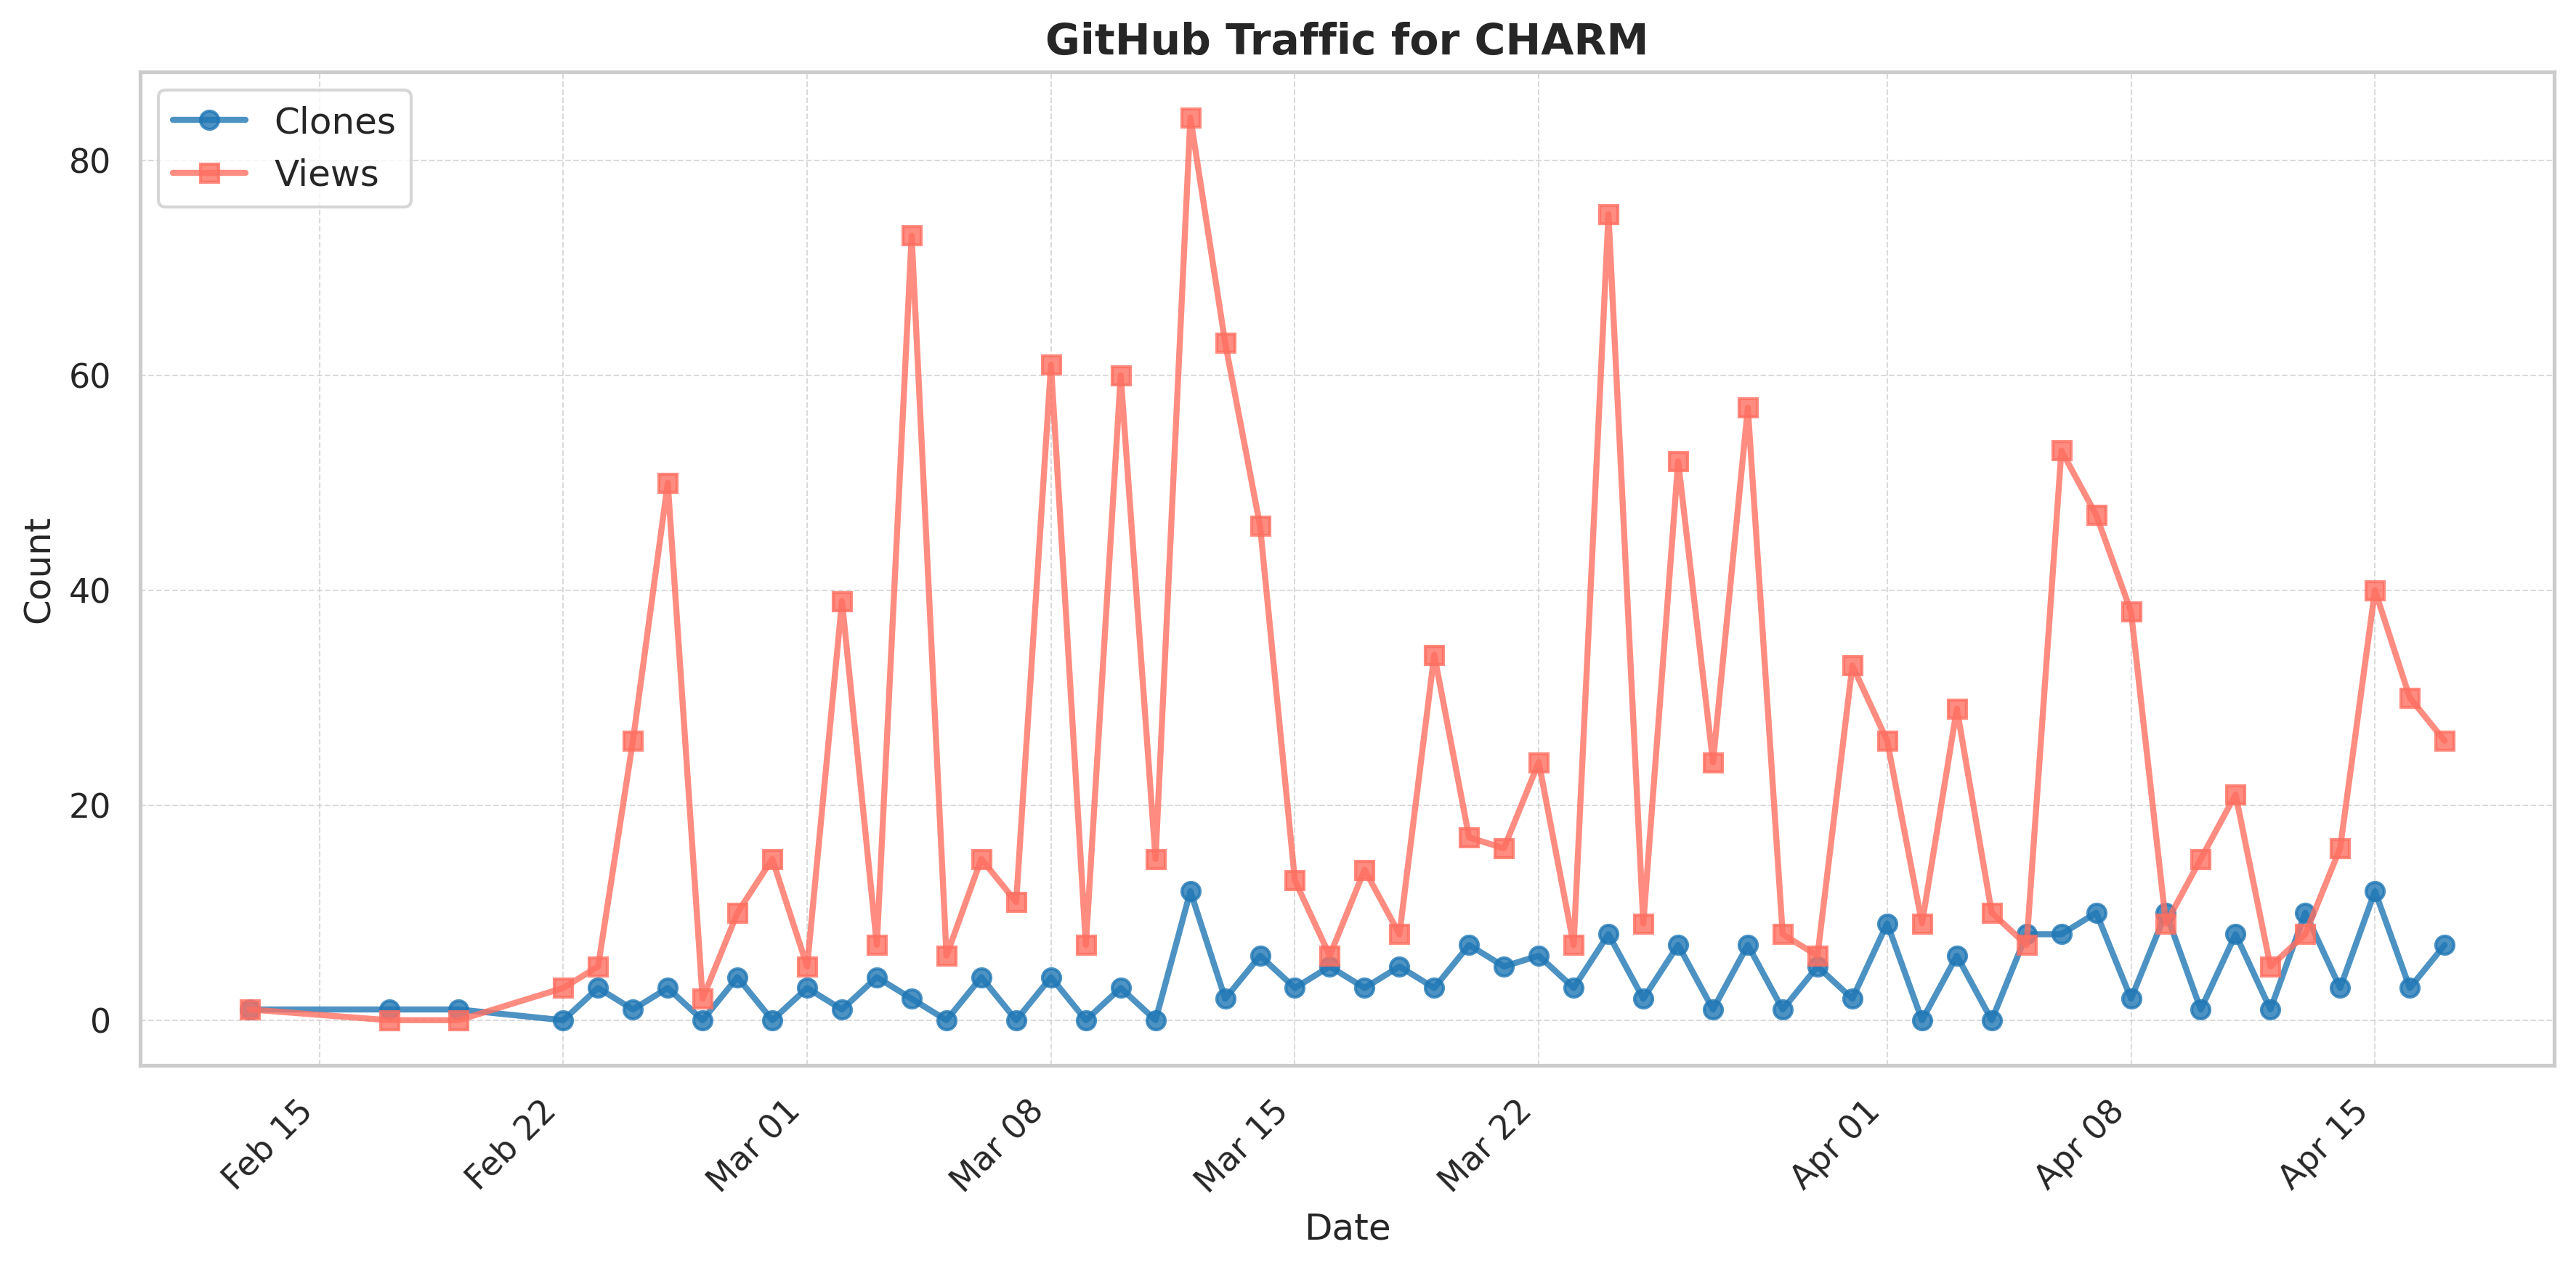 GitHub Traffic for CHARM
Clones
Views
80
60
40
20
0
Count
Feb 15
Feb 22
Mar 01
Mar 08
Mar 15
Mar 22
Apr 01
Apr 08
Apr 15
Date